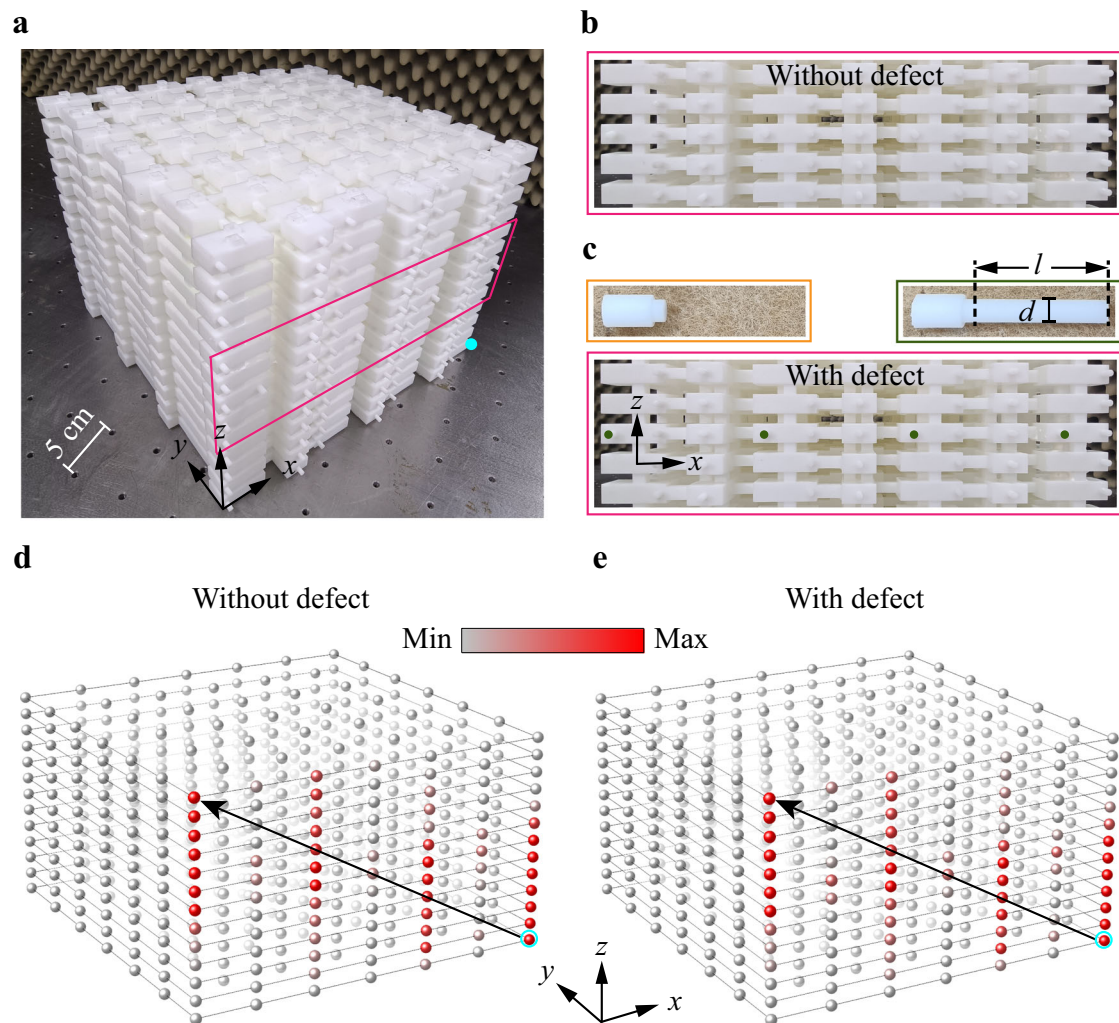 a
5 cm
y
z
x
b
Without defect
c
l
d
With defect
z
x
d
Without defect
e
With defect
Min
Max
z
y
x